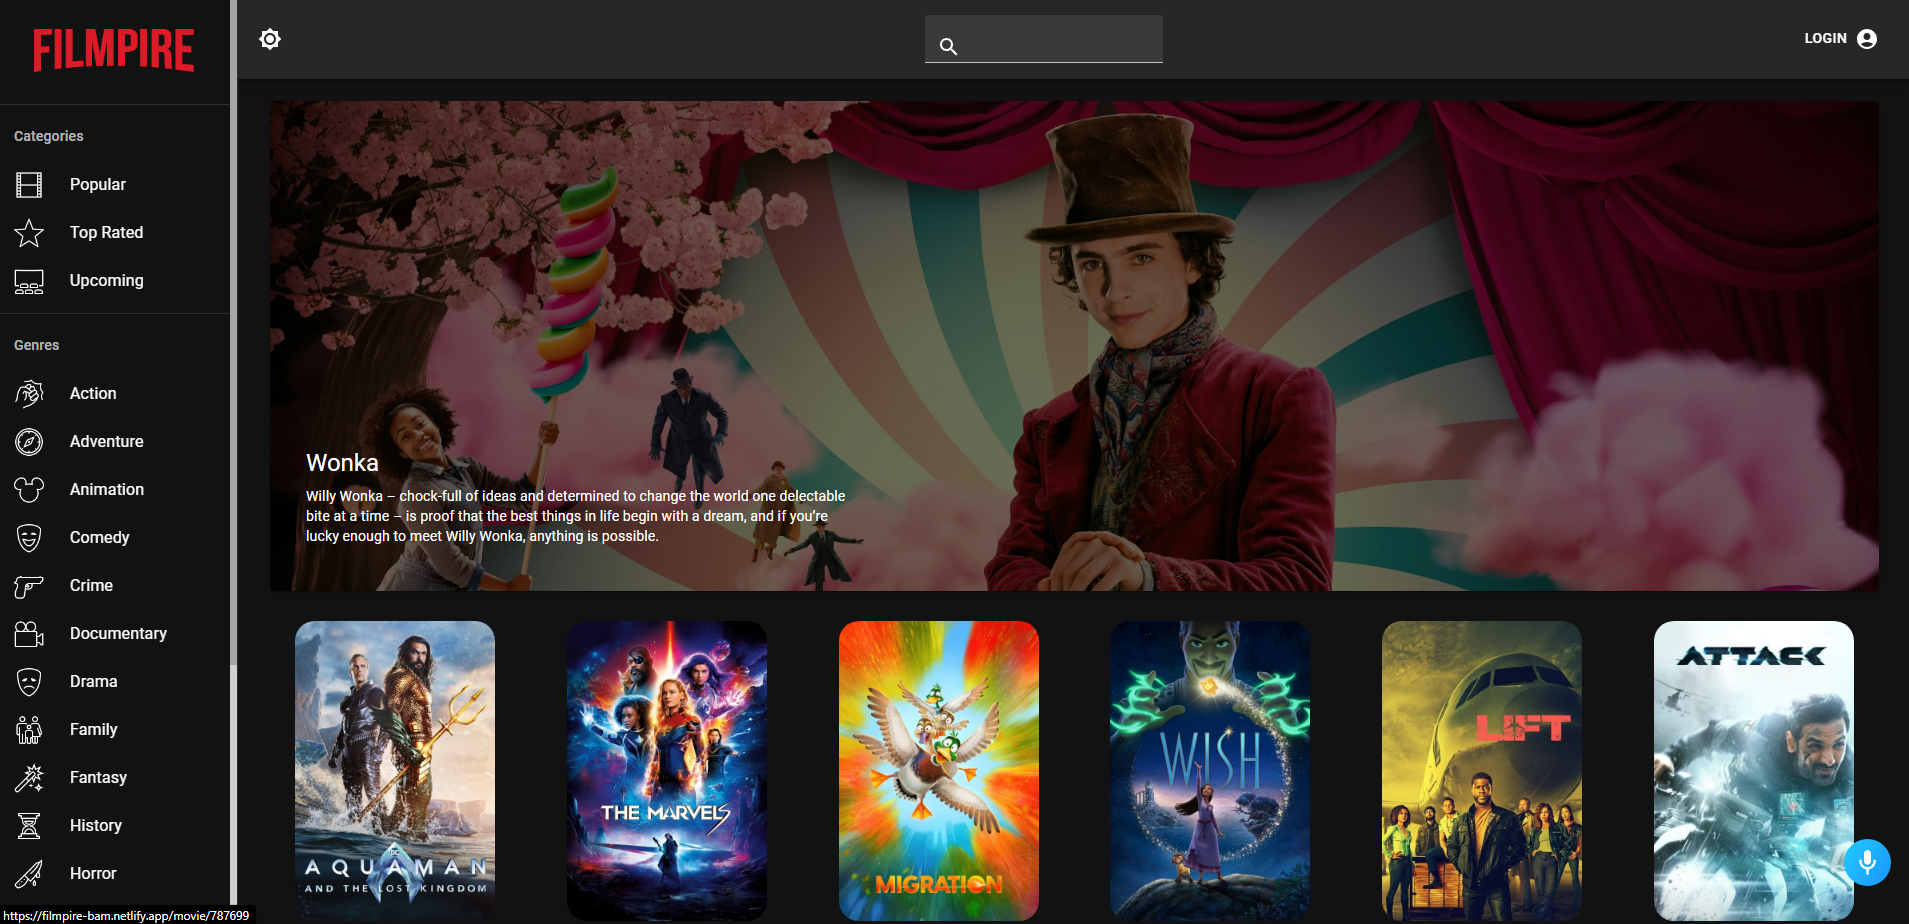 FILMPIRE
LOGIN
Categories
Popular
Top Rated
Upcoming
Genres
Action
Adventure
Animation
Comedy
Crime
Documentary
Drama
Family
Fantasy
History
Horror
Wonka
Willy Wonka – chock-full of ideas and determined to change the world one delectable
bite at a time – is proof that the best things in life begin with a dream, and if you’re
lucky enough to meet Willy Wonka, anything is possible.
AQUAMAN
AND THE LOST KINGDOM
THE MARVELS
MIGRATION
WISH
LIFT
ATTACK
https://filmpire-bam.netlify.app/movie/787699